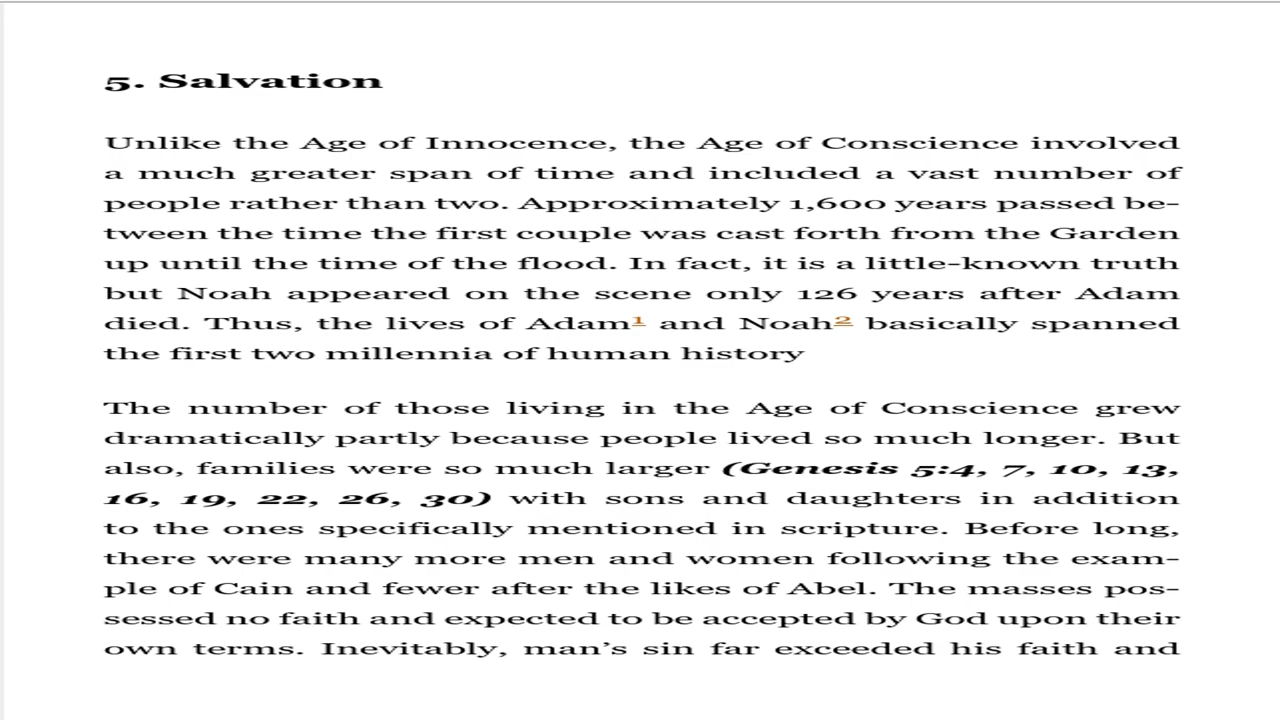 5. Salvation
Unlike the Age of Innocence, the Age of Conscience involved
a much greater span of time and included a vast number of
people rather than two. Approximately 1,600 years passed be-
tween the time the first couple was cast forth from the Garden
up until the time of the flood. In fact, it is a little-known truth
but Noah appeared on the scene only 126 years after Adam
died. Thus, the lives of Adam1 and Noah2 basically spanned
the first two millennia of human history
The number of those living in the Age of Conscience grew
dramatically partly because people lived so much longer. But
also, families were so much larger (Genesis 5:4, 7, 10, 13,
16, 19, 22, 26, 30) with sons and daughters in addition
to the ones specifically mentioned in scripture. Before long,
there were many more men and women following the exam-
ple of Cain and fewer after the likes of Abel. The masses pos-
sessed no faith and expected to be accepted by God upon their
own terms. Inevitably, man’s sin far exceeded his faith and